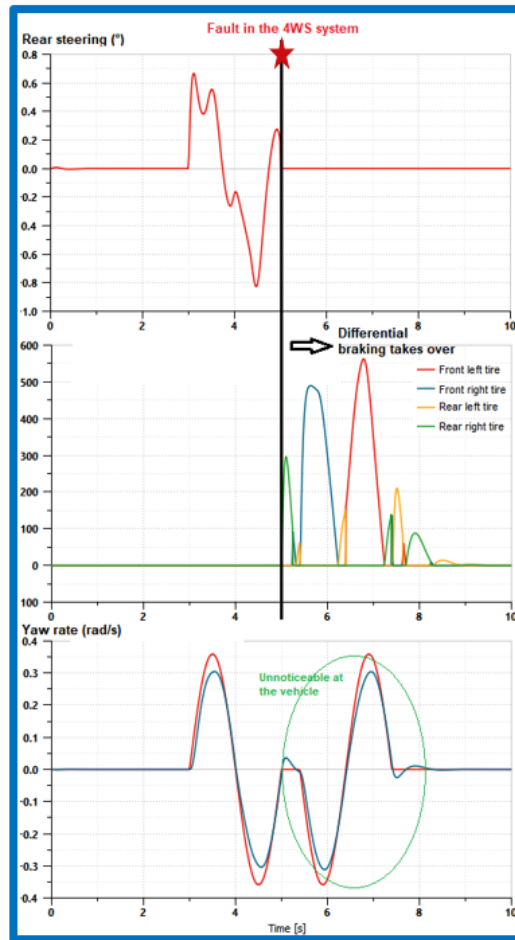 Fault in the 4WS system
Rear steering (°)
0.8
0.6
0.4
0.2
0.0
-0.2
-0.4
-0.6
-0.8
-1.0
0 2 4 6 8 10
Differential
braking takes over
600
500
400
300
200
100
0
100
Front left tire
Front right tire
Rear left tire
Rear right tire
0 2 4 6 8 10
Yaw rate (rad/s)
0.4
0.3
0.2
0.1
0.0
-0.1
-0.2
-0.3
0.4
Unnoticeable at
the vehicle
0 2 4 6 8 10
Time [s]